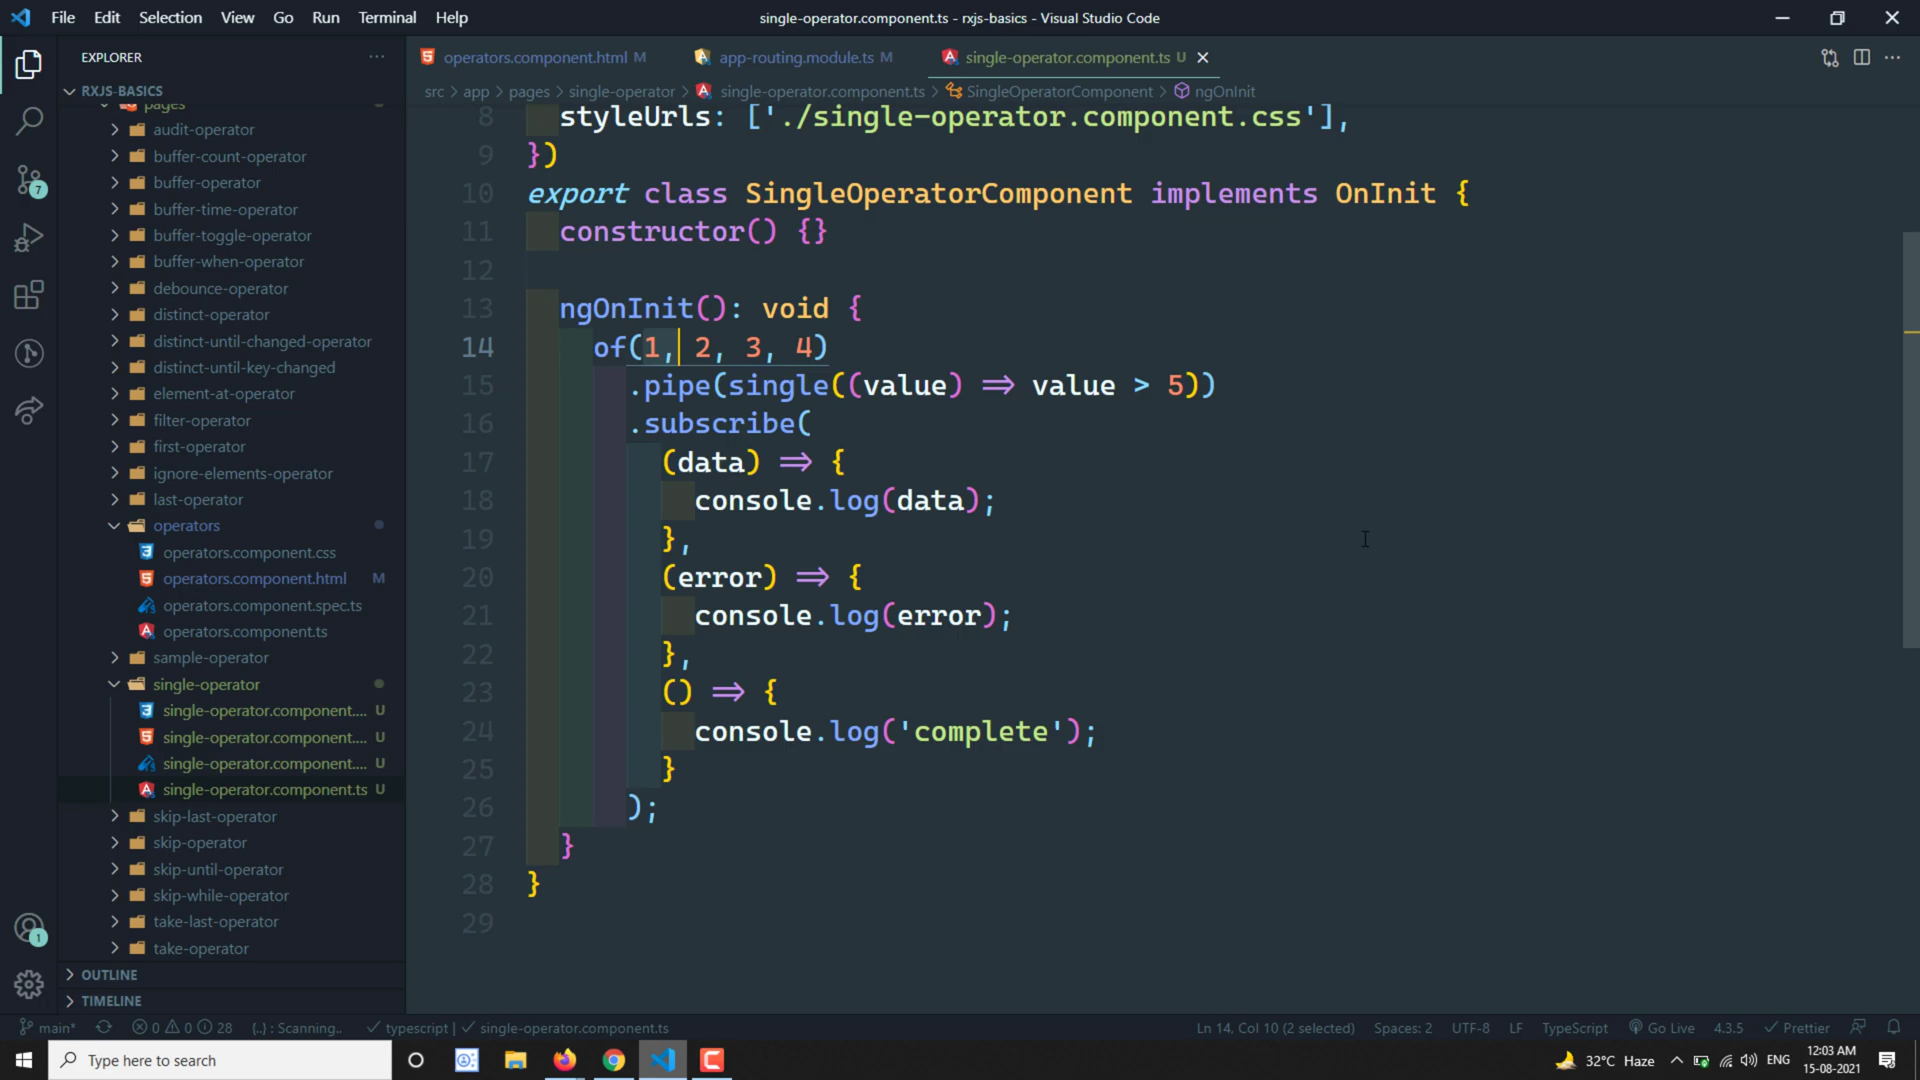 File Edit Selection View Go Run Terminal Help
single-operator.component.ts - rxjs-basics - Visual Studio Code
EXPLORER
RXJS-BASICS
pages
audit-operator
buffer-count-operator
buffer-operator
buffer-time-operator
buffer-toggle-operator
buffer-when-operator
debounce-operator
distinct-operator
distinct-until-changed-operator
distinct-until-key-changed
element-at-operator
filter-operator
first-operator
ignore-elements-operator
last-operator
operators
operators.component.css
operators.component.html M
operators.component.spec.ts
operators.component.ts
sample-operator
single-operator
single-operator.component.... U
single-operator.component.... U
single-operator.component.... U
single-operator.component.ts U
skip-last-operator
skip-operator
skip-until-operator
skip-while-operator
take-last-operator
take-operator
OUTLINE
TIMELINE
7
1
operators.component.html M
app-routing.module.ts M
single-operator.component.ts U
src > app > pages > single-operator > single-operator.component.ts > SingleOperatorComponent > ngOnInit
8 styleUrls: ['./single-operator.component.css'],
9 })
10 export class SingleOperatorComponent implements OnInit {
11 constructor() {}
12
13 ngOnInit(): void {
14 of(1, 2, 3, 4)
15 .pipe(single((value) => value > 5))
16 .subscribe(
17 (data) => {
18 console.log(data);
19 },
20 (error) => {
21 console.log(error);
22 },
23 () => {
24 console.log('complete');
25 }
26 );
27 }
28 }
29
main* 0 0 28 {..} : Scanning.. typescript | single-operator.component.ts
Ln 14, Col 10 (2 selected) Spaces: 2 UTF-8 LF TypeScript Go Live 4.3.5 Prettier
Type here to search
32°C Haze
ENG
12:03 AM
15-08-2021